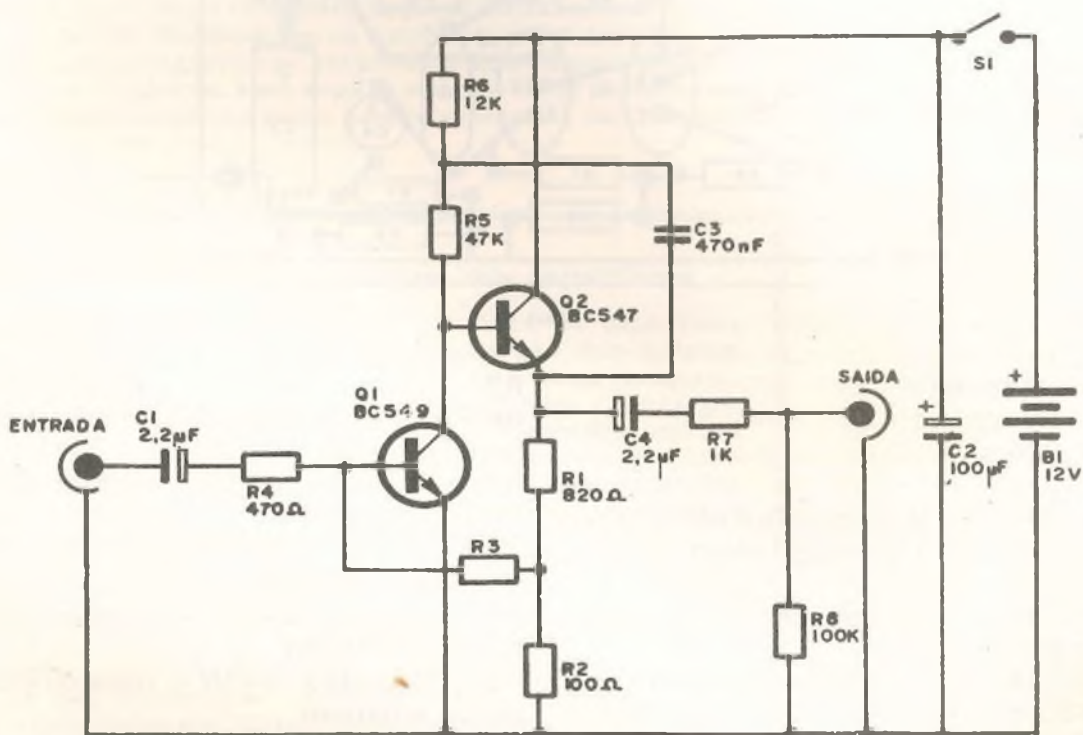 S1
R6
12K
R5
47K
C3
470nF
Q2
BC547
Q1
BC549
SAIDA
ENTRADA
C1
2,2µF
R4
470Ω
C4
2,2µF
R7
1K
+
C2
100µF
+
B1
12V
R1
820Ω
R3
R2
100Ω
R8
100K